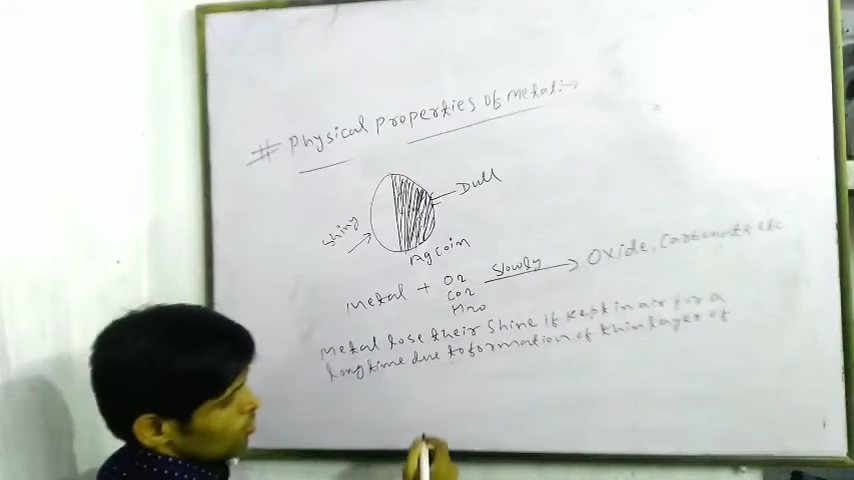 # Physical properties of metal:→
Dull
Shiny
Ag coin
Metal + O2 Slowly → Oxide, Carbonate etc
CO2
H2O
Metal lose their shine if kept in air for a
long time due to formation of thin layer of